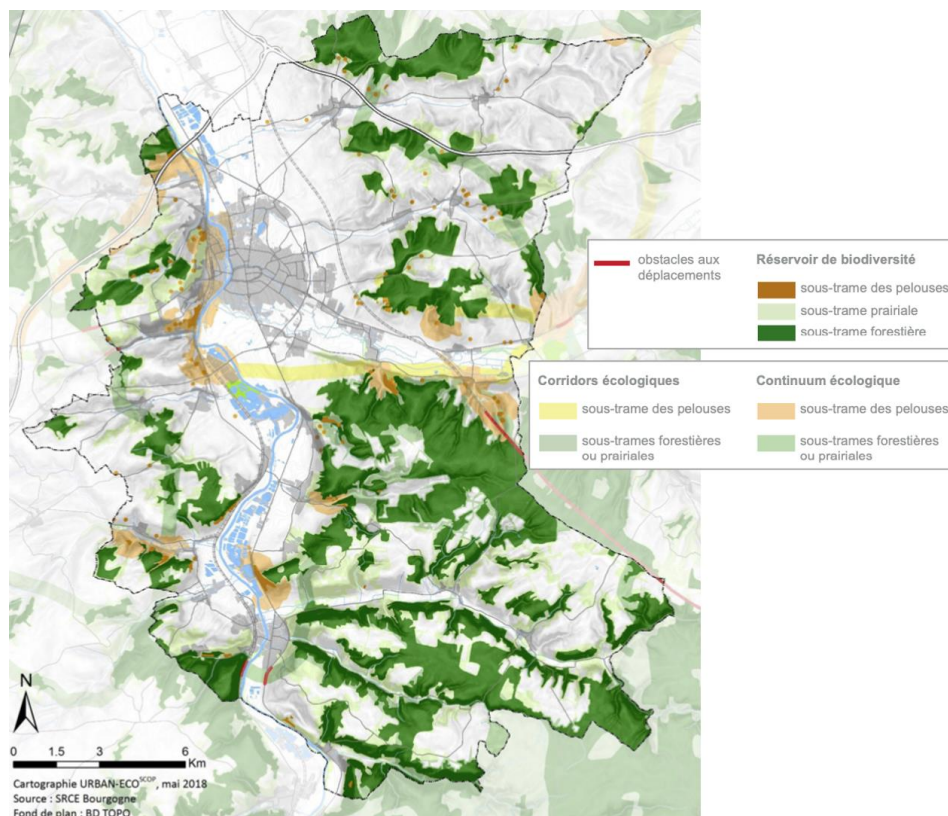 obstacles aux
déplacements
Réservoir de biodiversité
sous-trame des pelouses
sous-trame prairiale
sous-trame forestière
Corridors écologiques
sous-trame des pelouses
sous-trames forestières
ou prairiales
Continuum écologique
sous-trame des pelouses
sous-trames forestières
ou prairiales
N
0 1.5 3 6
Km
Cartographie URBAN-ECO SCOP, mai 2018
Source : SRCE Bourgogne
Fond de plan : BD TOPO